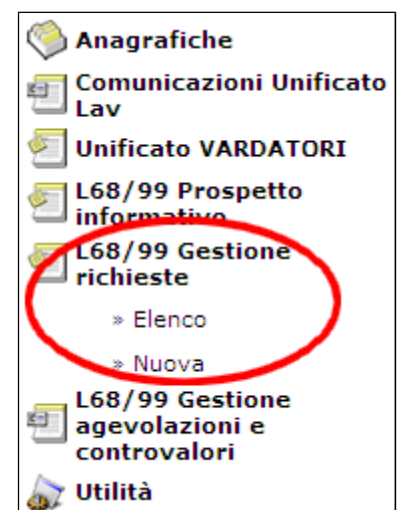 Anagrafiche
Comunicazioni Unificato
Lav
Unificato VARDATORI
L68/99 Prospetto
informativo
L68/99 Gestione
richieste
» Elenco
» Nuova
L68/99 Gestione
agevolazioni e
controvalori
Utilità